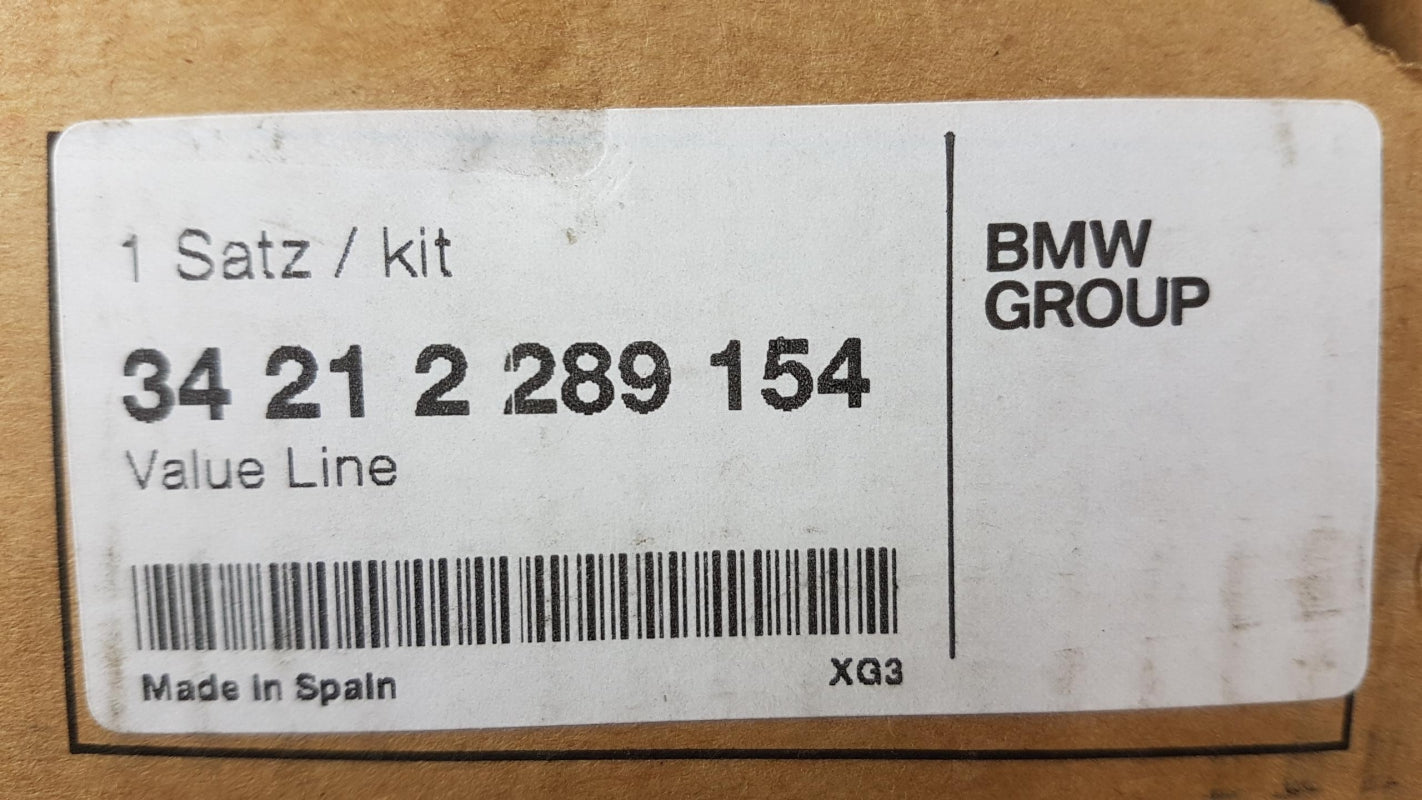 1 Satz / kit
34 21 2 289 154
Value Line
Made in Spain
XG3
BMW
GROUP